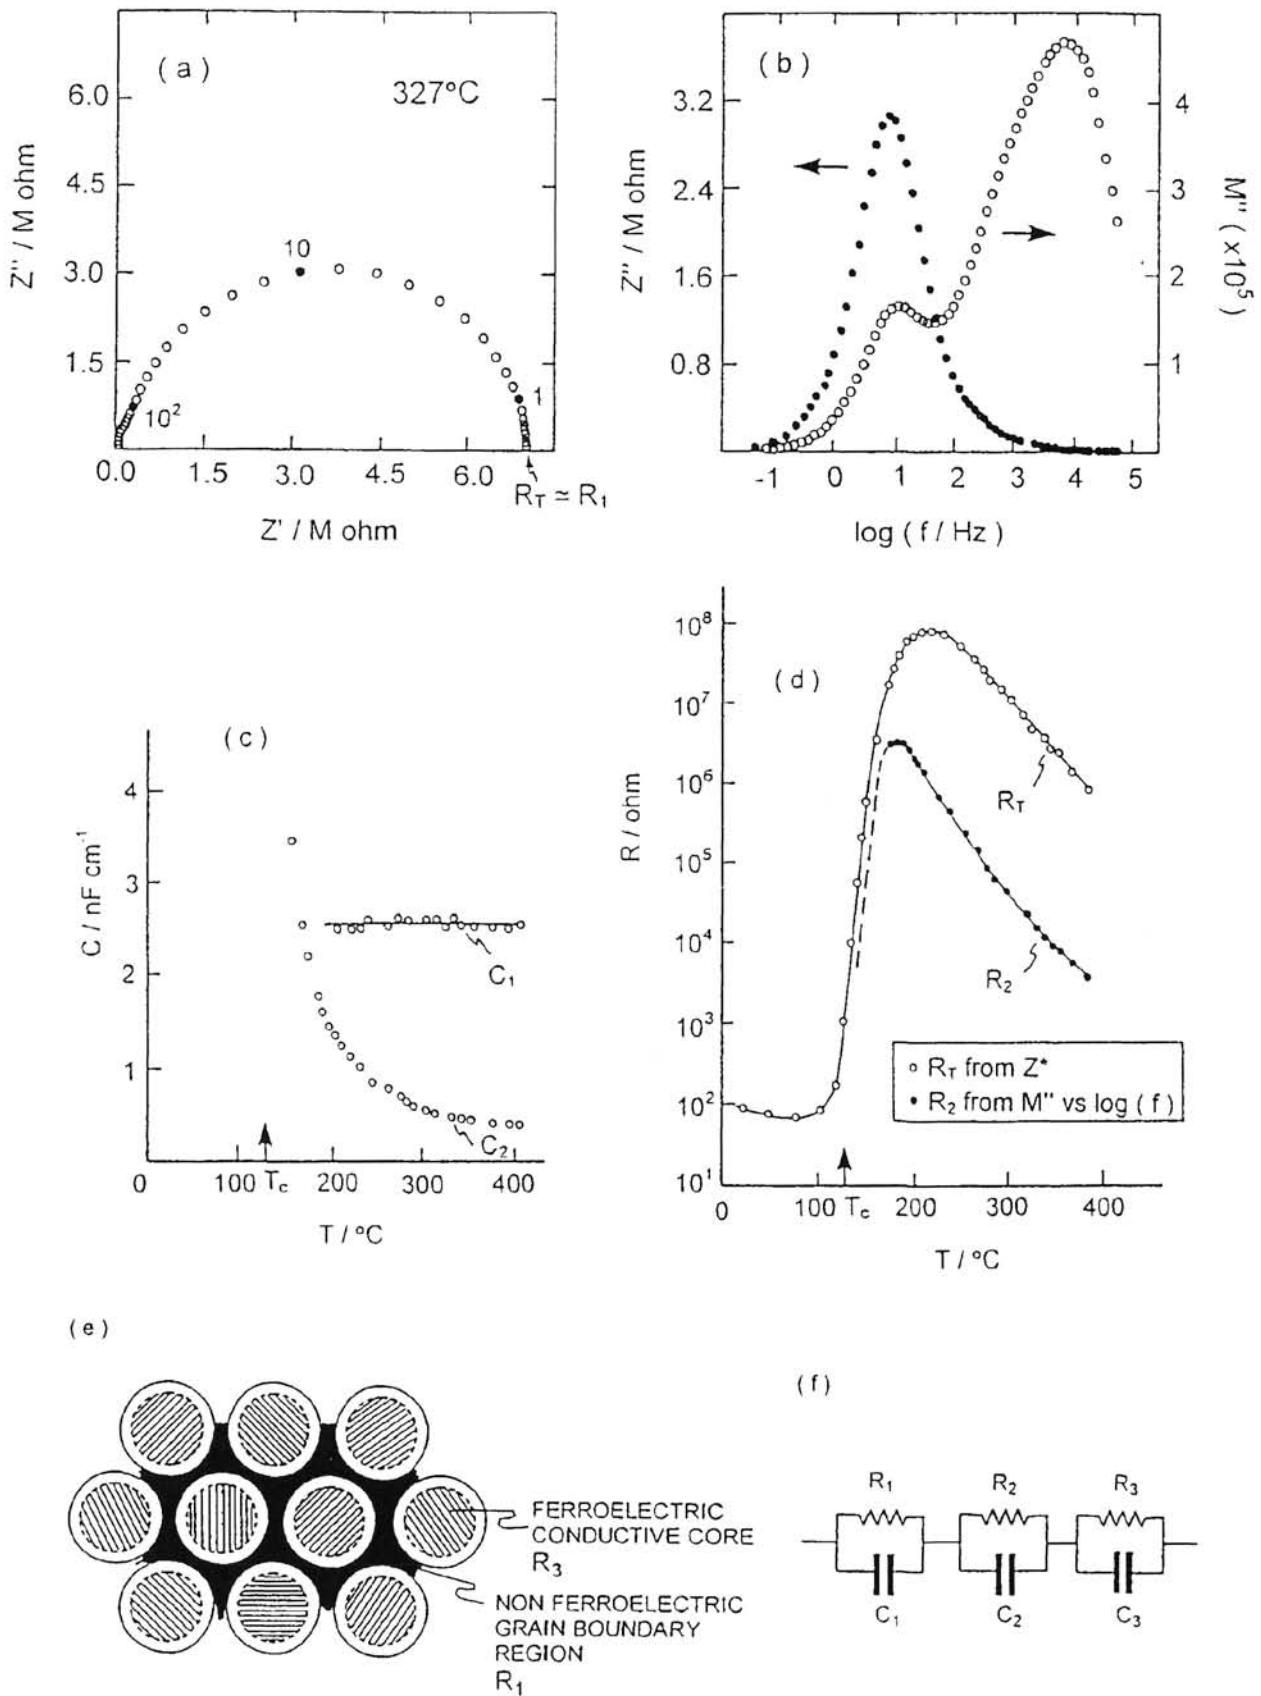 (a)
327°C
Z'' / M ohm
6.0
4.5
3.0
1.5
10
10²
1
0.0 1.5 3.0 4.5 6.0
R_T ≃ R₁
Z' / M ohm
(b)
Z'' / M ohm
3.2
2.4
1.6
0.8
4
3
2
1
M'' (x10⁵)
-1 0 1 2 3 4 5
log (f / Hz)
(c)
C / nF cm⁻¹
4
3
2
1
C₁
C₂
0 100 T_c 200 300 400
T / °C
(d)
R / ohm
10⁸
10⁷
10⁶
10⁵
10⁴
10³
10²
10¹
R_T
R₂
○ R_T from Z*
● R₂ from M'' vs log (f)
0 100 T_c 200 300 400
T / °C
(e)
FERROELECTRIC
CONDUCTIVE CORE
R₃
NON FERROELECTRIC
GRAIN BOUNDARY
REGION
R₁
(f)
R₁ R₂ R₃
C₁ C₂ C₃